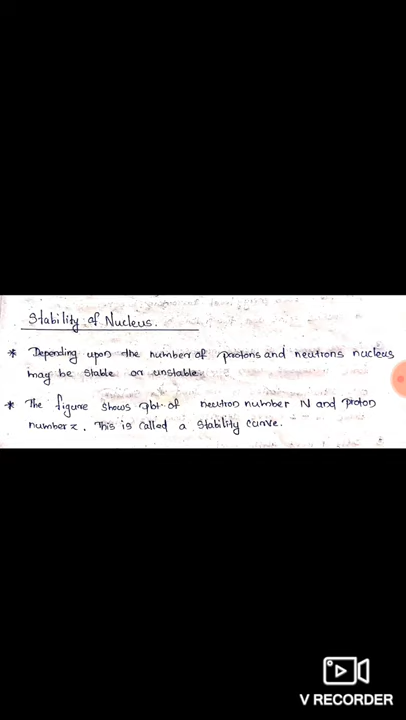 Stability of Nucleus.
* Depending upon the number of protons and neutrons nucleus
may be stable or unstable.
* The figure shows plot of neutron number N and proton
number z. This is called a stability curve.
V RECORDER